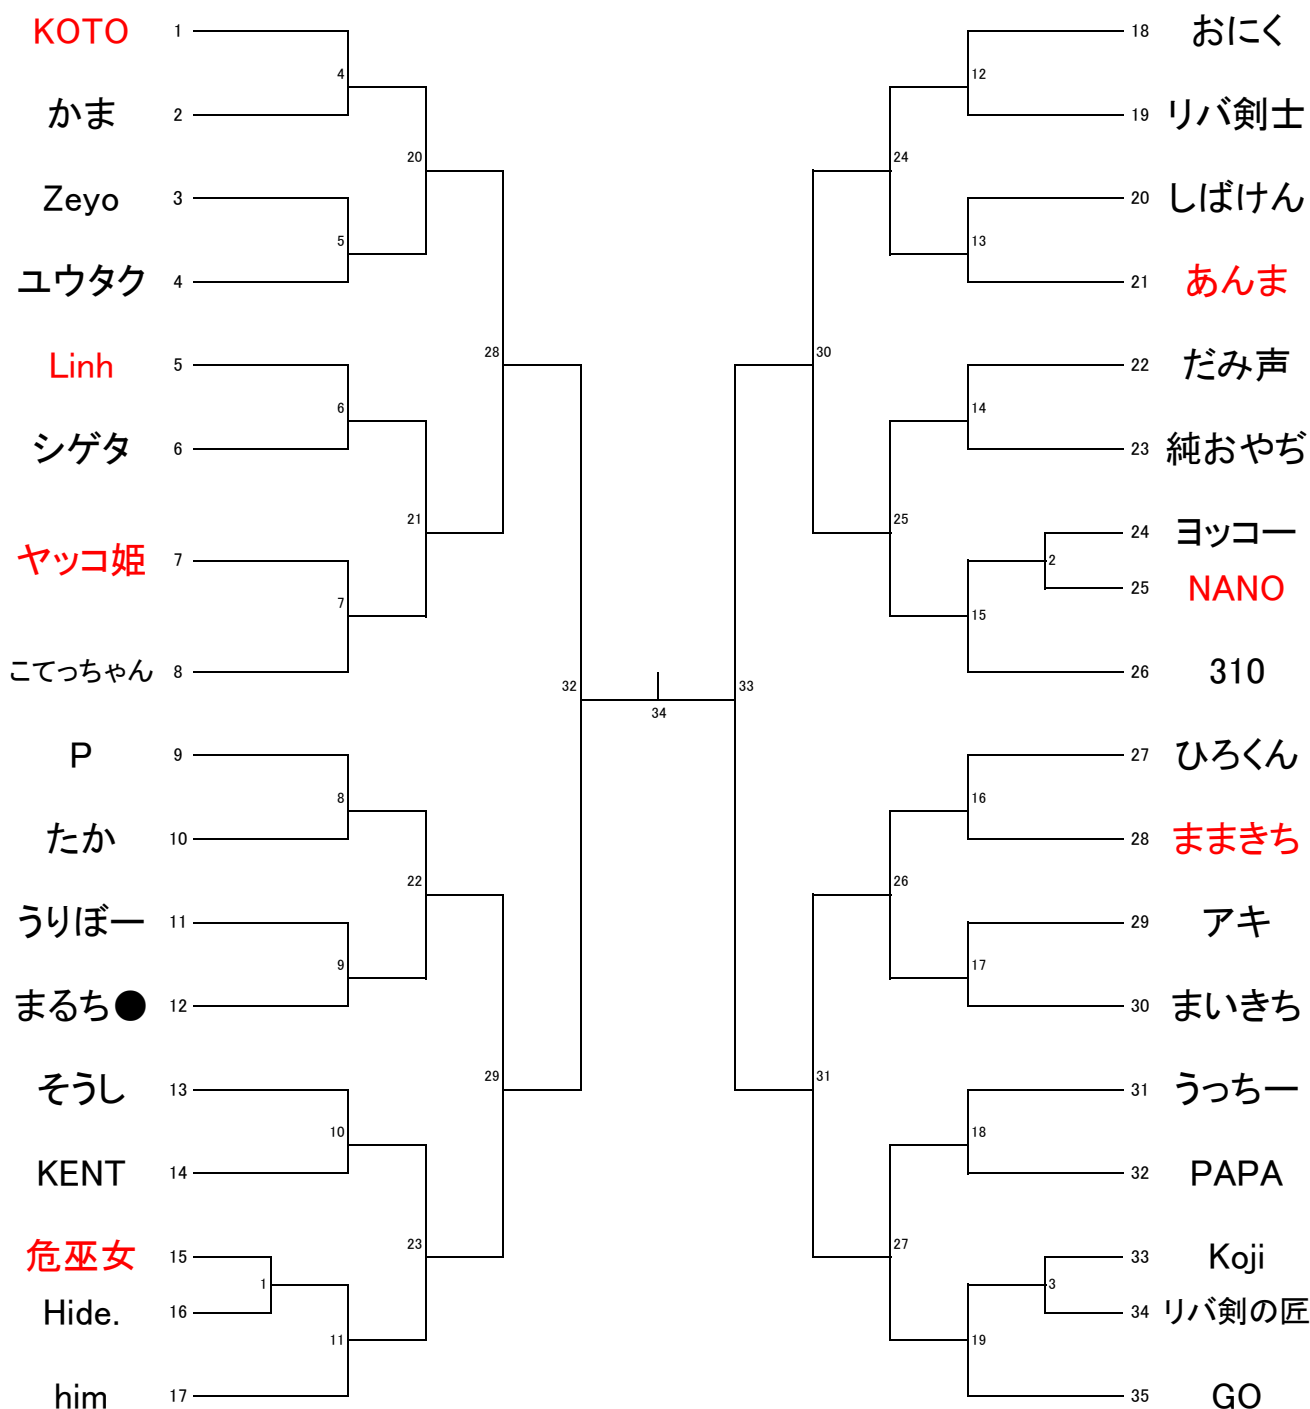 KOTO 1
4
かま 2
20
Zeyo 3
5
ユウタク 4
28
Linh 5
6
シゲタ 6
21
ヤッコ姫 7
7
こてっちゃん 8
32
P 9
8
たか 10
22
うりぼー 11
9
まるち● 12
29
そうし 13
10
KENT 14
23
危巫女 15
1
Hide. 16
11
him 17
34
18 おにく
12
19 リバ剣士
24
20 しばけん
13
21 あんま
30
22 だみ声
14
23 純おやぢ
25
24 ヨッコー
2
25 NANO
15
26 310
33
27 ひろくん
16
28 ままきち
26
29 アキ
17
30 まいきち
31
31 うっちー
18
32 PAPA
27
33 Koji
3
34 リバ剣の匠
19
35 GO